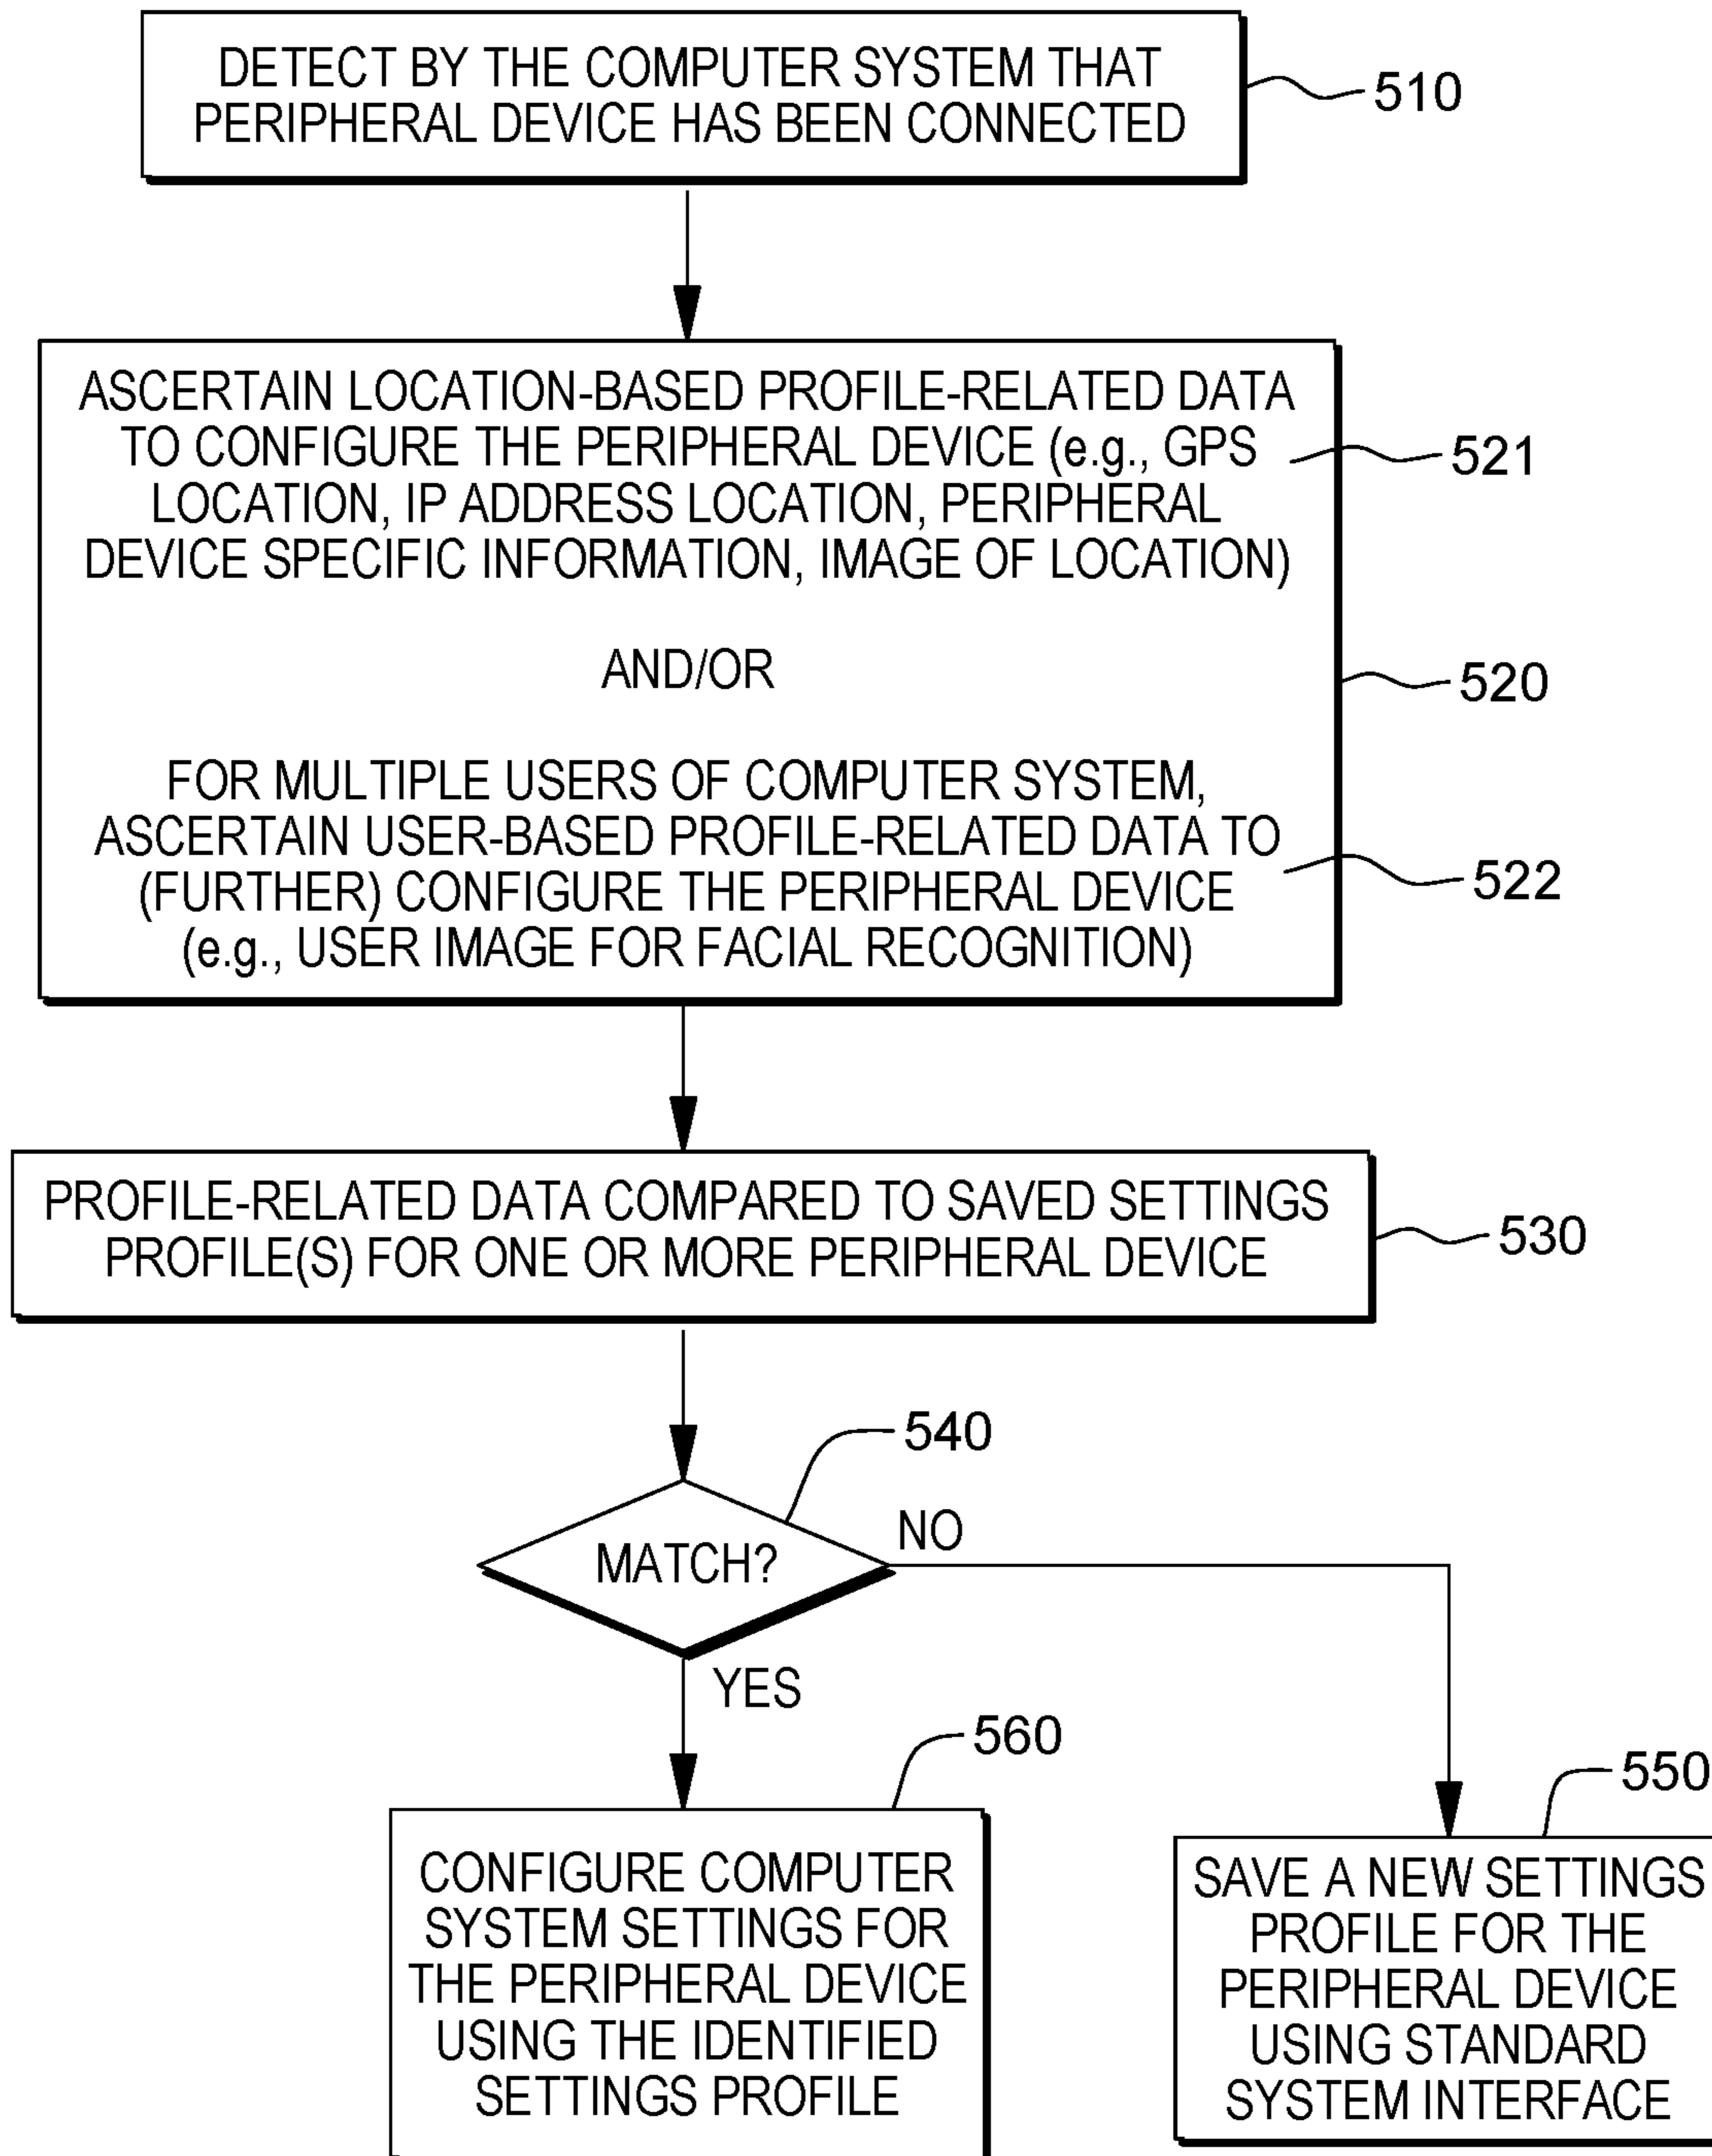 DETECT BY THE COMPUTER SYSTEM THAT
PERIPHERAL DEVICE HAS BEEN CONNECTED
510
ASCERTAIN LOCATION-BASED PROFILE-RELATED DATA
TO CONFIGURE THE PERIPHERAL DEVICE (e.g., GPS
LOCATION, IP ADDRESS LOCATION, PERIPHERAL
DEVICE SPECIFIC INFORMATION, IMAGE OF LOCATION)
521
AND/OR
520
FOR MULTIPLE USERS OF COMPUTER SYSTEM,
ASCERTAIN USER-BASED PROFILE-RELATED DATA TO
(FURTHER) CONFIGURE THE PERIPHERAL DEVICE
(e.g., USER IMAGE FOR FACIAL RECOGNITION)
522
PROFILE-RELATED DATA COMPARED TO SAVED SETTINGS
PROFILE(S) FOR ONE OR MORE PERIPHERAL DEVICE
530
540
MATCH?
NO
YES
560
CONFIGURE COMPUTER
SYSTEM SETTINGS FOR
THE PERIPHERAL DEVICE
USING THE IDENTIFIED
SETTINGS PROFILE
550
SAVE A NEW SETTINGS
PROFILE FOR THE
PERIPHERAL DEVICE
USING STANDARD
SYSTEM INTERFACE